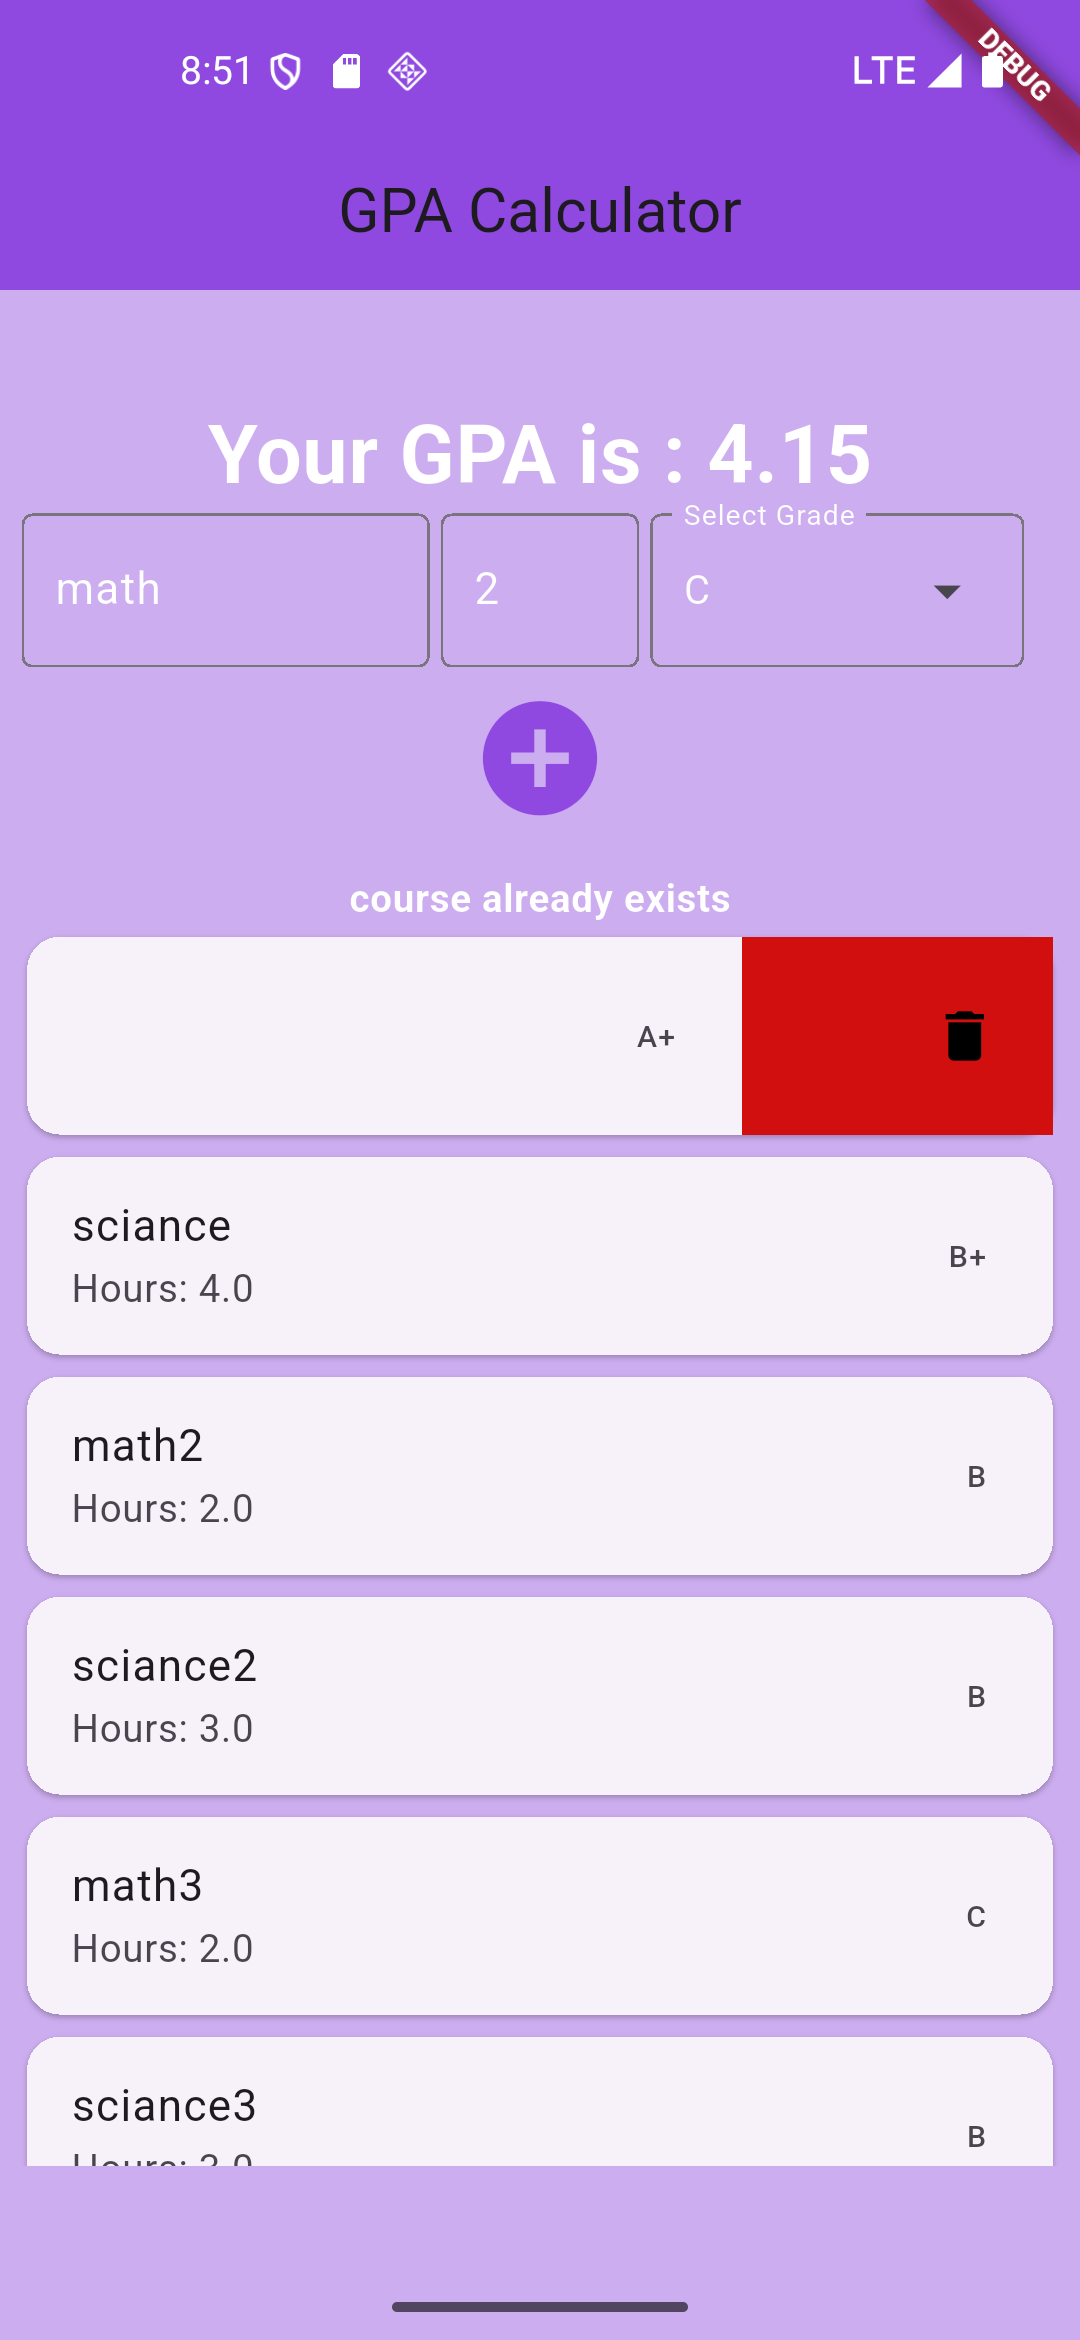 8:51
LTE
DEBUG
GPA Calculator
Your GPA is : 4.15
Select Grade
math
2
C
course already exists
A+
sciance
Hours: 4.0
B+
math2
Hours: 2.0
B
sciance2
Hours: 3.0
B
math3
Hours: 2.0
C
sciance3
B